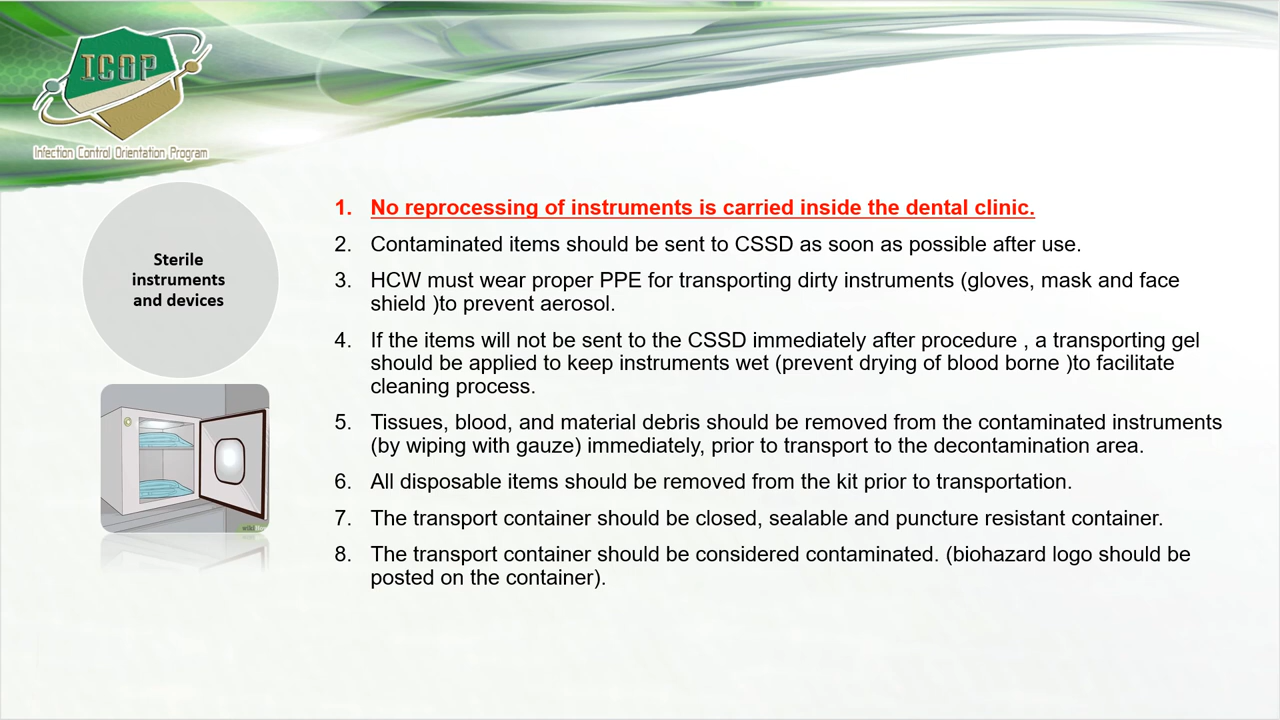 ICOP
Infection Control Orientation Program
Sterile
instruments
and devices
1. No reprocessing of instruments is carried inside the dental clinic.
2. Contaminated items should be sent to CSSD as soon as possible after use.
3. HCW must wear proper PPE for transporting dirty instruments (gloves, mask and face
shield )to prevent aerosol.
4. If the items will not be sent to the CSSD immediately after procedure , a transporting gel
should be applied to keep instruments wet (prevent drying of blood borne )to facilitate
cleaning process.
5. Tissues, blood, and material debris should be removed from the contaminated instruments
(by wiping with gauze) immediately, prior to transport to the decontamination area.
6. All disposable items should be removed from the kit prior to transportation.
7. The transport container should be closed, sealable and puncture resistant container.
8. The transport container should be considered contaminated. (biohazard logo should be
posted on the container).